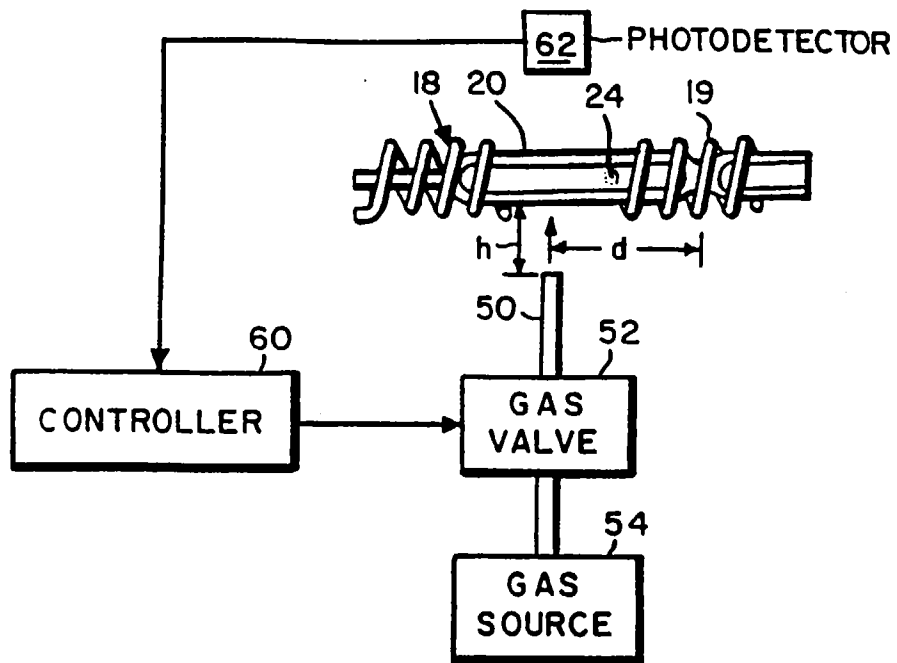 62
PHOTODETECTOR
18
20
24
19
h
d
50
60
52
CONTROLLER
GAS
VALVE
54
GAS
SOURCE